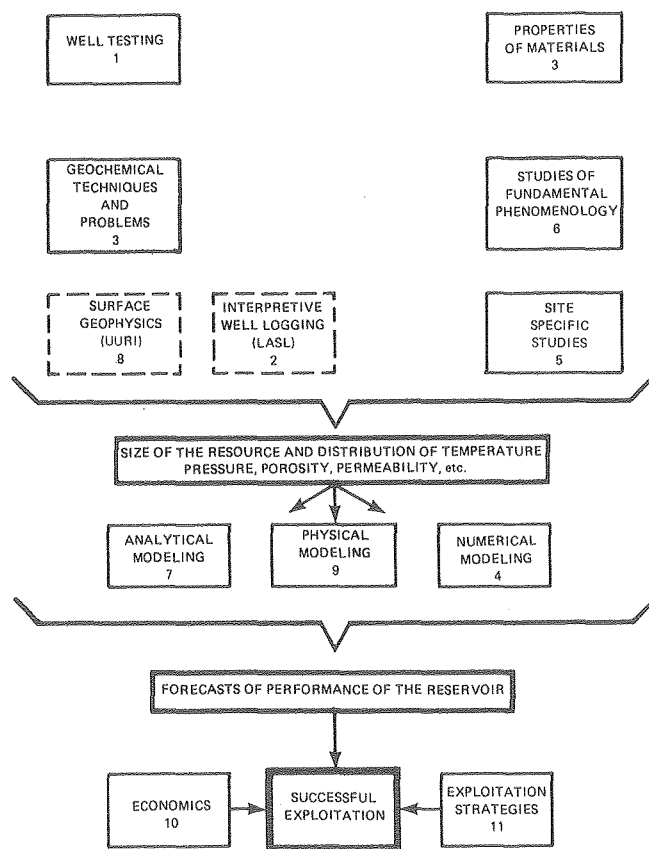 WELL TESTING
1
PROPERTIES
OF MATERIALS
3
GEOCHEMICAL
TECHNIQUES
AND
PROBLEMS
3
STUDIES OF
FUNDAMENTAL
PHENOMENOLOGY
6
SURFACE
GEOPHYSICS
(UURI)
8
INTERPRETIVE
WELL LOGGING
(LASL)
2
SITE
SPECIFIC
STUDIES
5
SIZE OF THE RESOURCE AND DISTRIBUTION OF TEMPERATURE
PRESSURE, POROSITY, PERMEABILITY, etc.
ANALYTICAL
MODELING
7
PHYSICAL
MODELING
9
NUMERICAL
MODELING
4
FORECASTS OF PERFORMANCE OF THE RESERVOIR
ECONOMICS
10
SUCCESSFUL
EXPLOITATION
EXPLOITATION
STRATEGIES
11